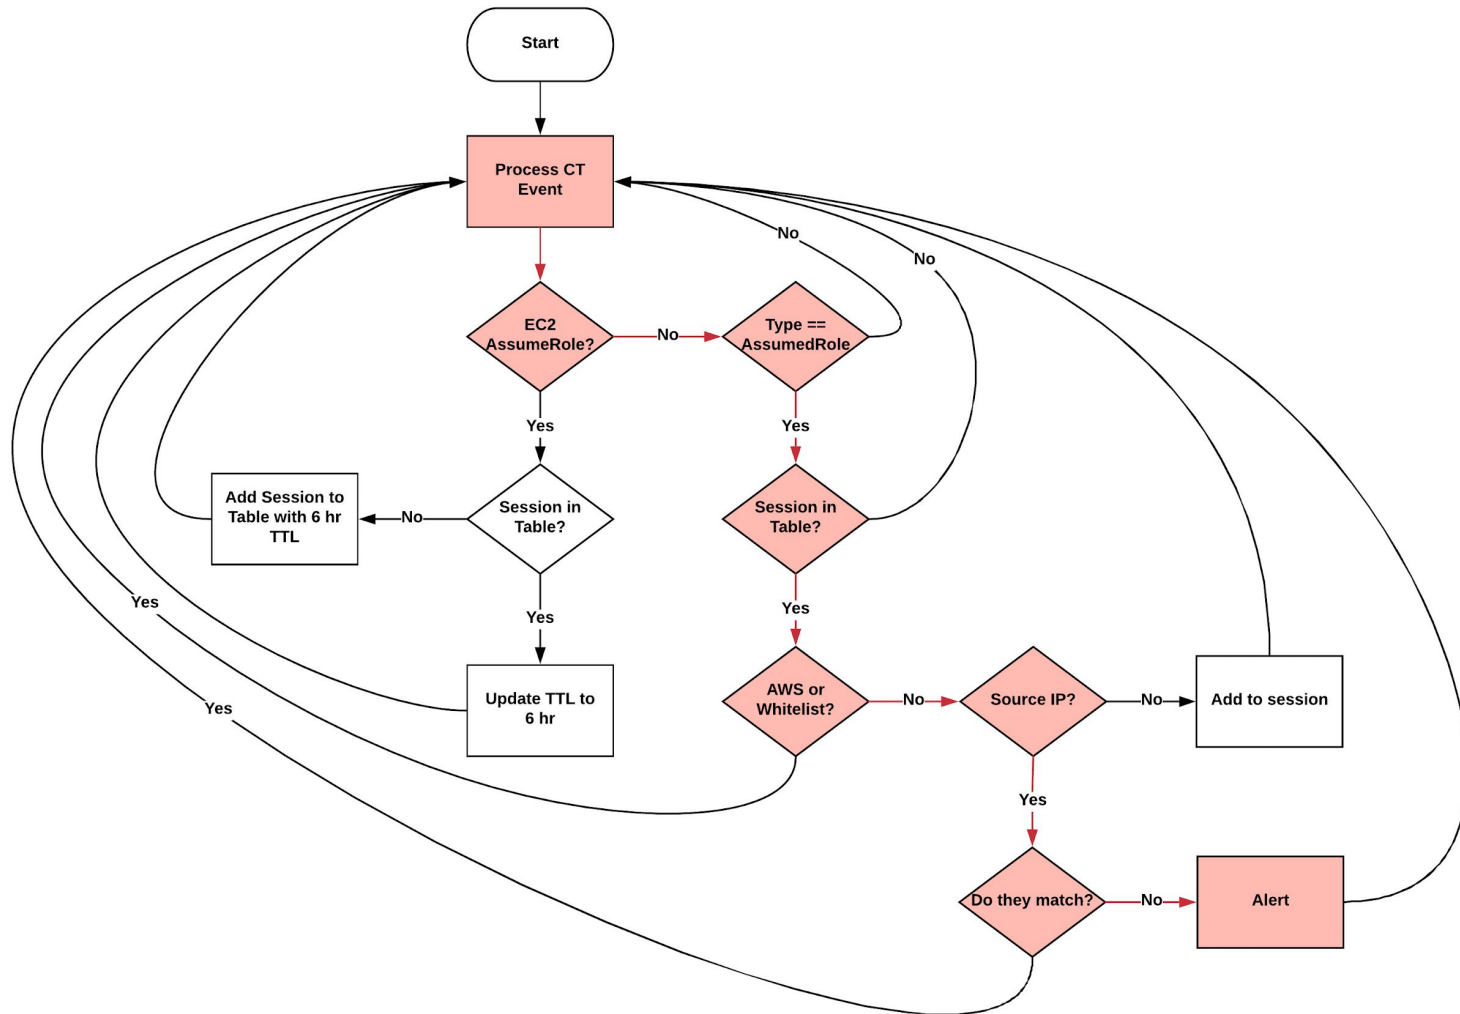 Start
Process CT
Event
No
No
EC2
AssumeRole?
No
Type ==
AssumedRole
Yes
Yes
Add Session to
Table with 6 hr
TTL
No
Session in
Table?
Session in
Table?
Yes
Yes
Yes
Update TTL to
6 hr
Yes
AWS or
Whitelist?
No
Source IP?
No
Add to session
Yes
Do they match?
No
Alert